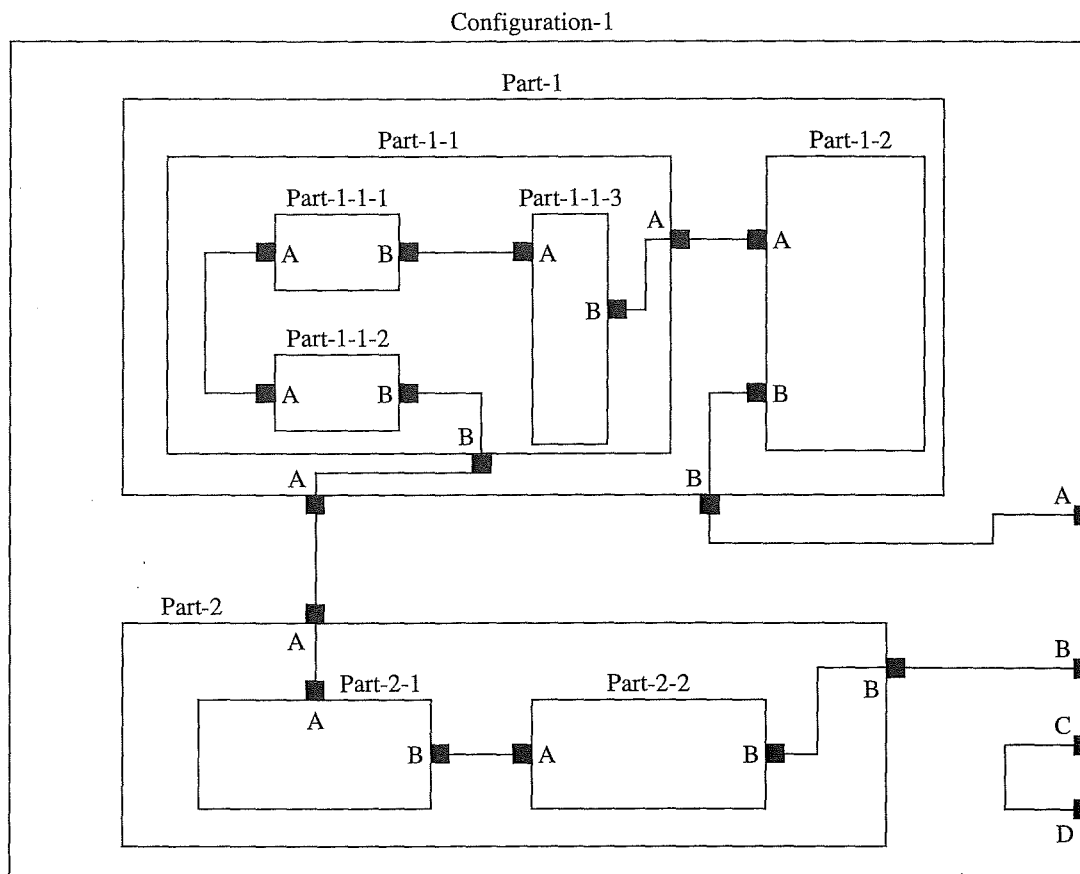 Configuration-1
Part-1
Part-1-1
Part-1-2
Part-1-1-1
Part-1-1-3
A
A
B
A
A
B
Part-1-1-2
A
B
B
B
A
B
A
Part-2
A
B
B
Part-2-1
Part-2-2
A
C
B
A
B
D